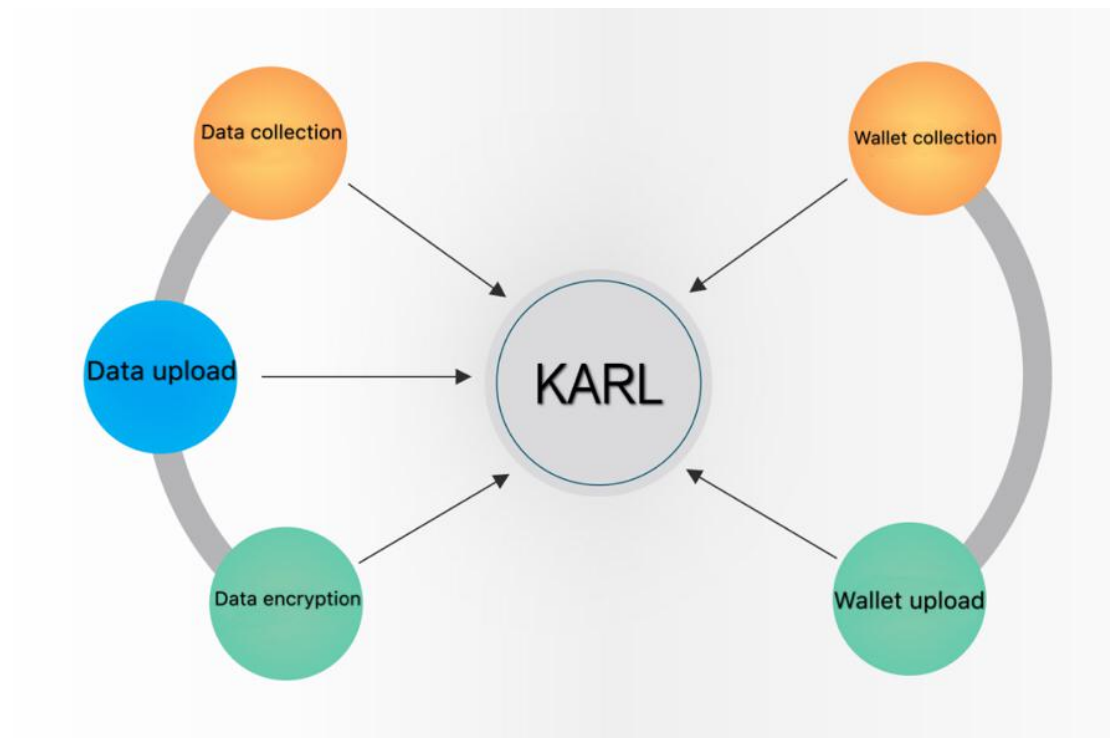 Data collection
Wallet collection
Data upload
KARL
Data encryption
Wallet upload